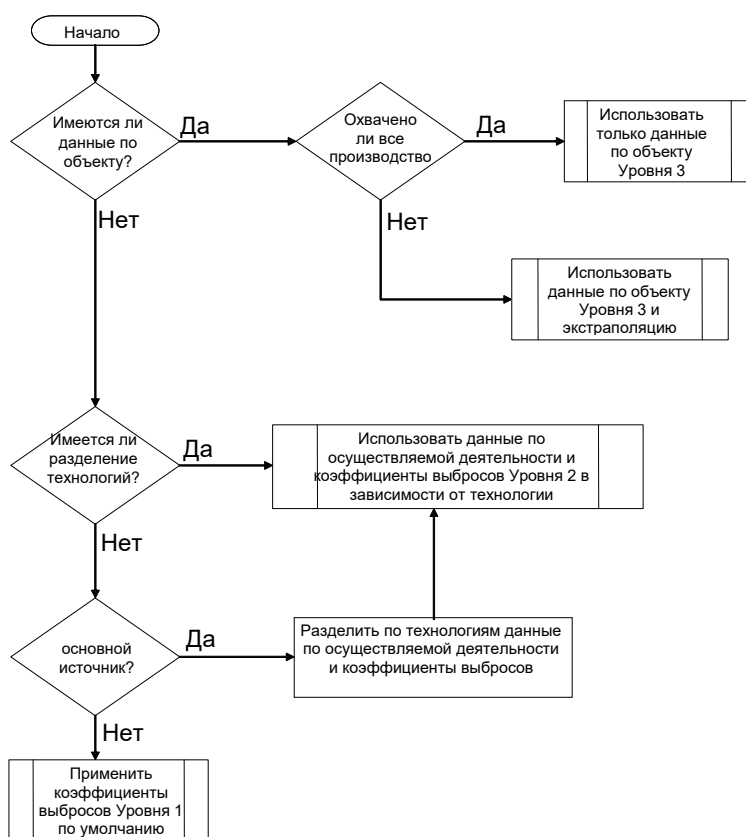 Начало
Имеются ли
данные по
объекту?
Да
Охвачено
ли все
производство
Да
Использовать
только данные
по объекту
Уровня 3
Нет
Нет
Использовать
данные по объекту
Уровня 3 и
экстраполяцию
Имеется ли
разделение
технологий?
Да
Использовать данные по
осуществляемой деятельности и
коэффициенты выбросов Уровня 2 в
зависимости от технологии
Нет
основной
источник?
Да
Разделить по технологиям данные
по осуществляемой деятельности
и коэффициенты выбросов
Нет
Применить
коэффициенты
выбросов Уровня 1
по умолчанию